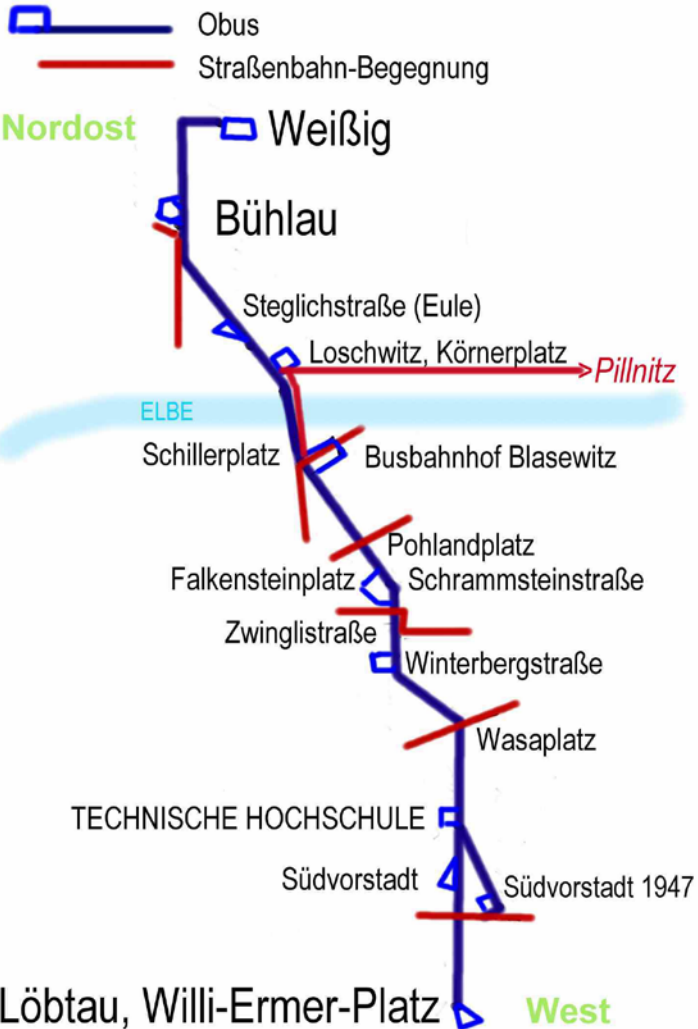 Obus
Straßenbahn-Begegnung
Nordost
Weißig
Bühlau
Steglichstraße (Eule)
Loschwitz, Körnerplatz
Pillnitz
ELBE
Schillerplatz
Busbahnhof Blasewitz
Pohlandplatz
Falkensteinplatz
Schrammsteinstraße
Zwinglistraße
Winterbergstraße
Wasaplatz
TECHNISCHE HOCHSCHULE
Südvorstadt
Südvorstadt 1947
Löbtau, Willi-Ermer-Platz
West